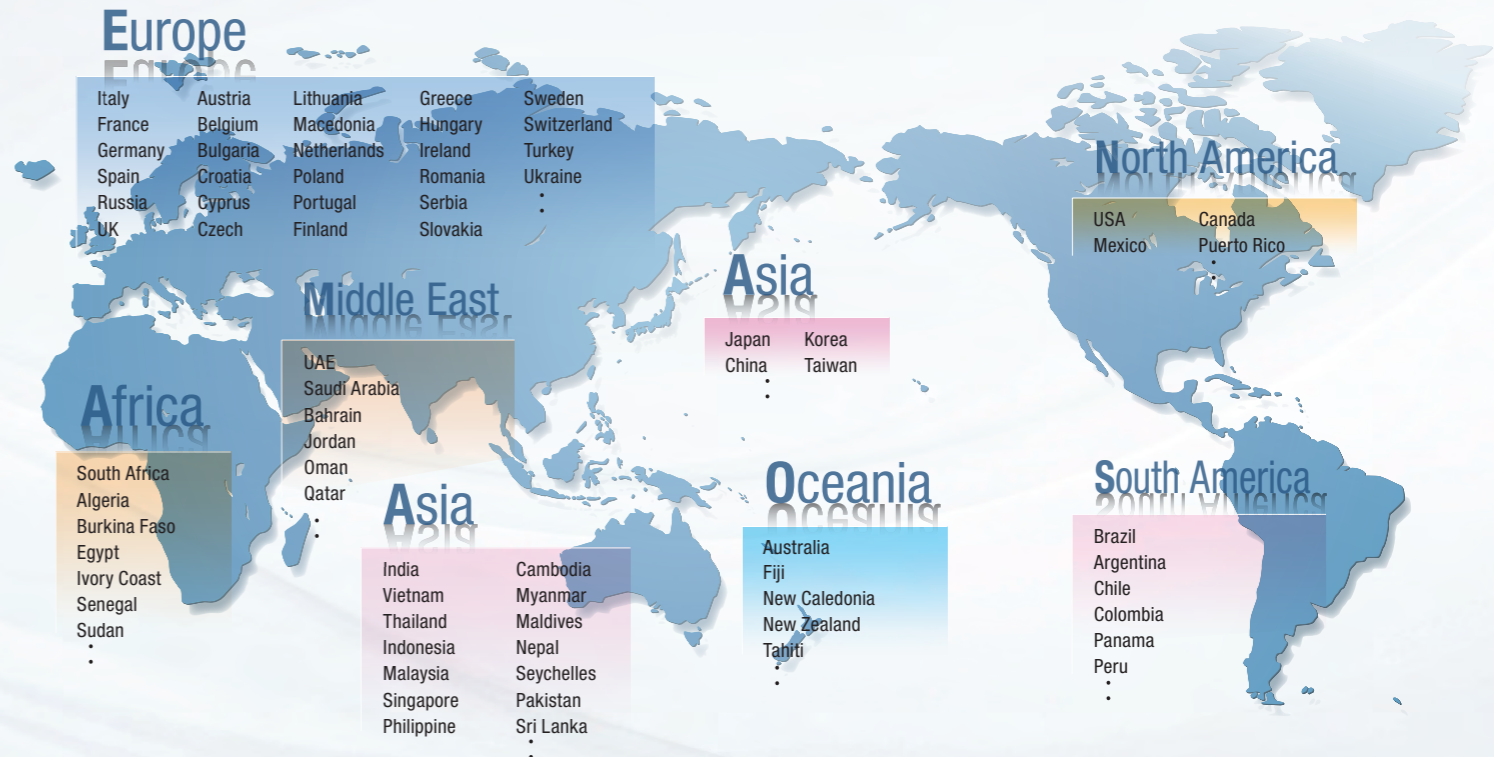 Europe
Italy Austria Lithuania Greece Sweden
France Belgium Macedonia Hungary Switzerland
Germany Bulgaria Netherlands Ireland Turkey
Spain Croatia Poland Romania Ukraine
Russia Cyprus Portugal Serbia
UK Czech Finland Slovakia
North America
USA Canada
Mexico Puerto Rico
Asia
Japan Korea
China Taiwan
Middle East
UAE
Saudi Arabia
Bahrain
Jordan
Oman
Qatar
Africa
South Africa
Algeria
Burkina Faso
Egypt
Ivory Coast
Senegal
Sudan
Asia
India Cambodia
Vietnam Myanmar
Thailand Maldives
Indonesia Nepal
Malaysia Seychelles
Singapore Pakistan
Philippine Sri Lanka
Oceania
Australia
Fiji
New Caledonia
New Zealand
Tahiti
South America
Brazil
Argentina
Chile
Colombia
Panama
Peru